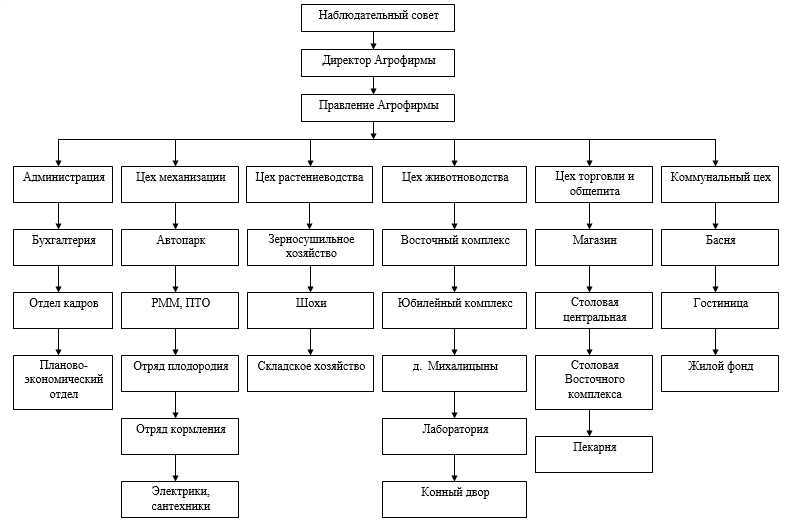 Наблюдательный совет
Директор Агрофирмы
Правление Агрофирмы
Администрация
Цех механизации
Цех растениеводства
Цех животноводства
Цех торговли и
общепита
Коммунальный цех
Бухгалтерия
Автопарк
Зерносушильное
хозяйство
Восточный комплекс
Магазин
Басня
Отдел кадров
РММ, ПТО
Шохи
Юбилейный комплекс
Столовая
центральная
Гостиница
Планово-
экономический
отдел
Отряд плодородия
Складское хозяйство
д. Михалицыны
Столовая
Восточного
комплекса
Жилой фонд
Отряд кормления
Лаборатория
Пекарня
Электрики,
сантехники
Конный двор